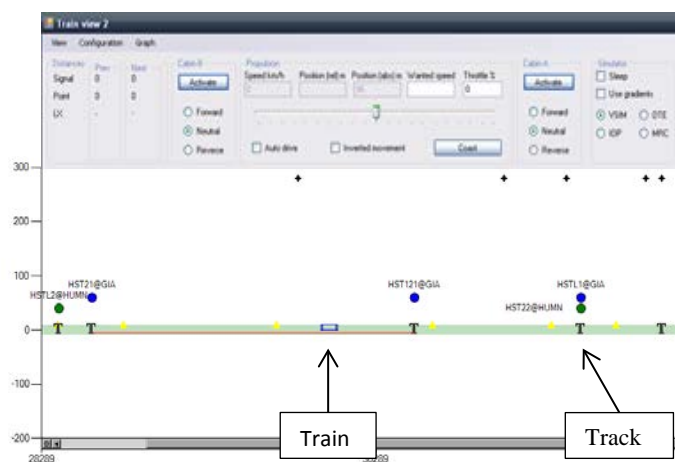 Train view 2
View Configuration Graph
Distances Prev Next
Signal 0 0
Point 0 0
LX - -
Cabin B
Activate
Forward
Neutral
Reverse
Propulsion
Speed km/h Position (rel) m Position (abs) m Wanted speed Throttle %
0
Auto drive Inverted movement Coast
Cabin A
Activate
Forward
Neutral
Reverse
Simulator
Sleep
Use gradients
VSIM OTE
IDP MRC
300
200
100
0
-100
-200
HST21@GIA
HSTL2@HUMN
HST121@GIA
HSTL1@GIA
HST22@HUMN
T T T T T
Train
Track
28289